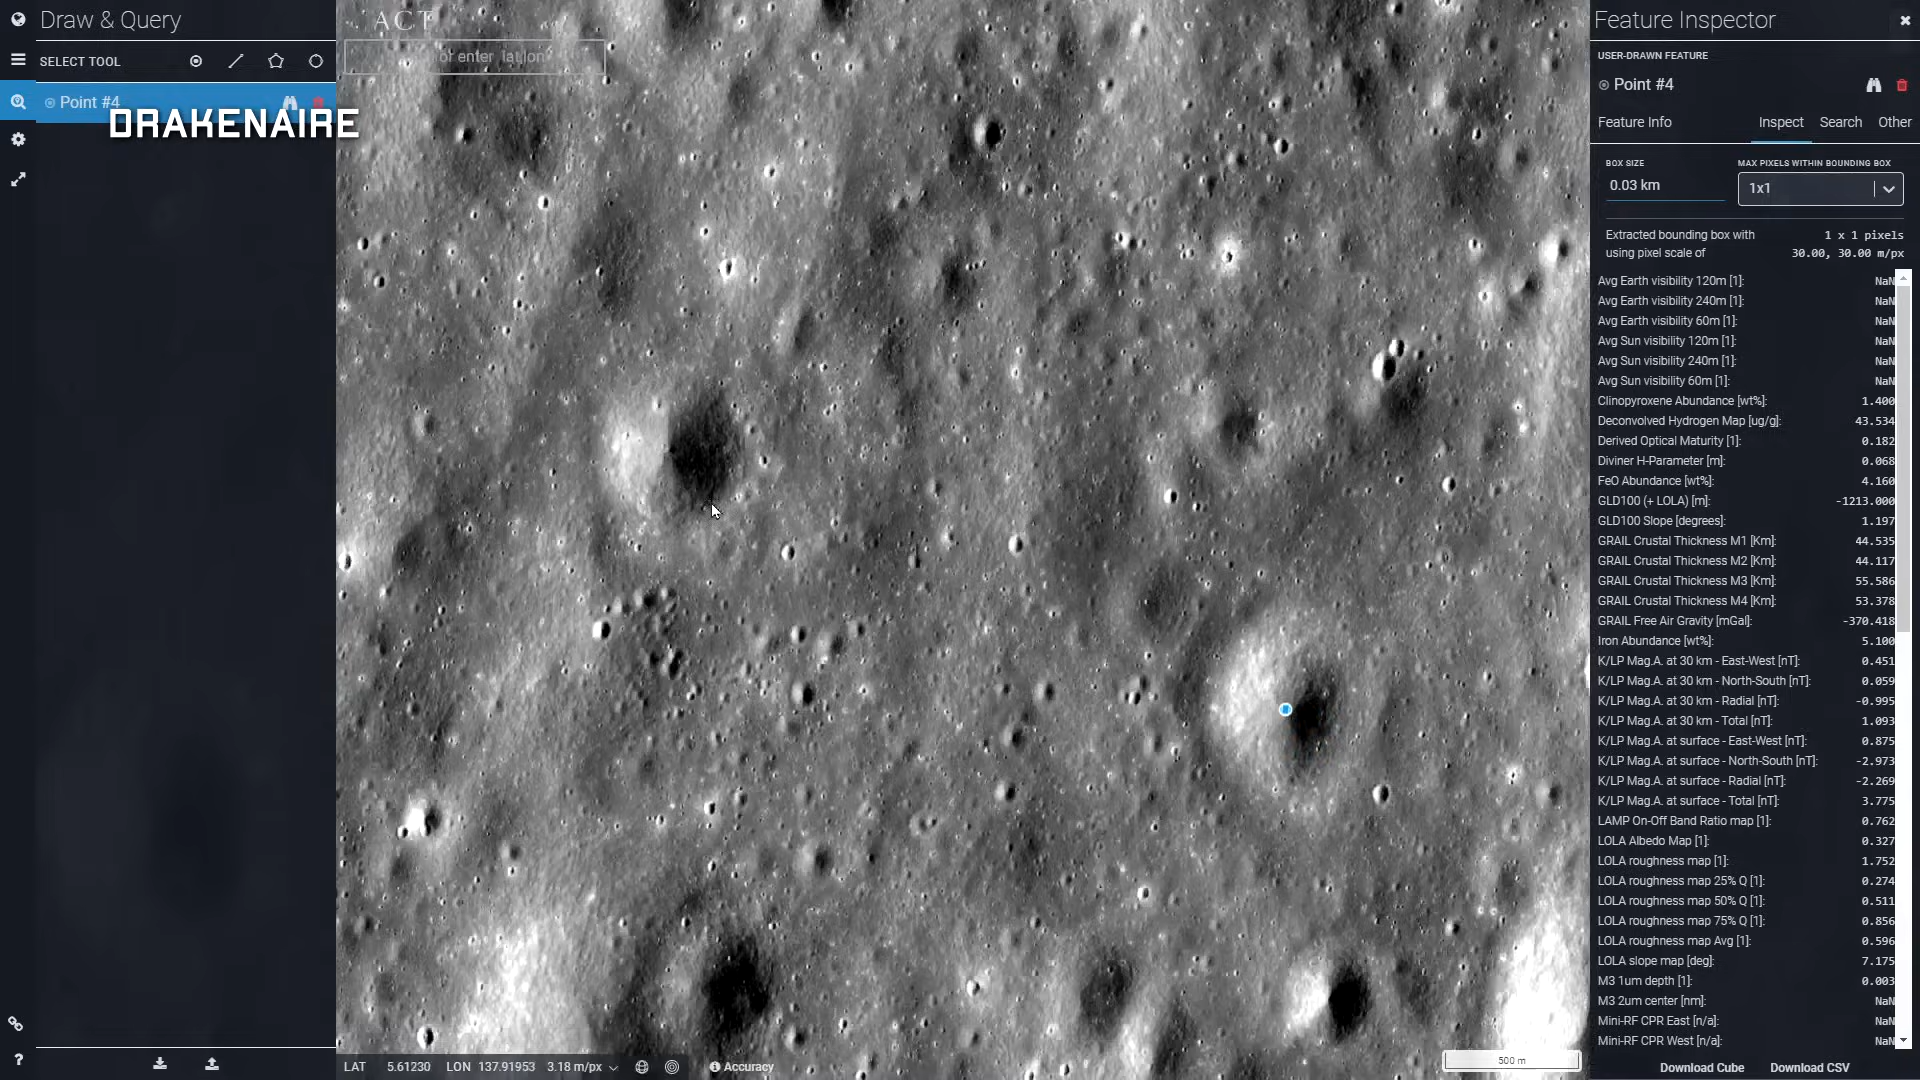 Draw & Query
SELECT TOOL
Point #4
DRAKENAIRE
ACT
or enter lat,lon
Feature Inspector
USER-DRAWN FEATURE
Point #4
Feature Info Inspect Search Other
BOX SIZE MAX PIXELS WITHIN BOUNDING BOX
0.03 km 1x1
Extracted bounding box with 1 x 1 pixels
using pixel scale of 30.00, 30.00 m/px
Avg Earth visibility 120m [1]: NaN
Avg Earth visibility 240m [1]: NaN
Avg Earth visibility 60m [1]: NaN
Avg Sun visibility 120m [1]: NaN
Avg Sun visibility 240m [1]: NaN
Avg Sun visibility 60m [1]: NaN
Clinopyroxene Abundance [wt%]: 1.400
Deconvolved Hydrogen Map [ug/g]: 43.534
Derived Optical Maturity [1]: 0.182
Diviner H-Parameter [m]: 0.068
FeO Abundance [wt%]: 4.160
GLD100 (+ LOLA) [m]: -1213.000
GLD100 Slope [degrees]: 1.197
GRAIL Crustal Thickness M1 [Km]: 44.535
GRAIL Crustal Thickness M2 [Km]: 44.117
GRAIL Crustal Thickness M3 [Km]: 55.586
GRAIL Crustal Thickness M4 [Km]: 53.378
GRAIL Free Air Gravity [mGal]: -370.418
Iron Abundance [wt%]: 5.100
K/LP Mag.A. at 30 km - East-West [nT]: 0.451
K/LP Mag.A. at 30 km - North-South [nT]: 0.059
K/LP Mag.A. at 30 km - Radial [nT]: -0.995
K/LP Mag.A. at 30 km - Total [nT]: 1.093
K/LP Mag.A. at surface - East-West [nT]: 0.875
K/LP Mag.A. at surface - North-South [nT]: -2.973
K/LP Mag.A. at surface - Radial [nT]: -2.269
K/LP Mag.A. at surface - Total [nT]: 3.775
LAMP On-Off Band Ratio map [1]: 0.762
LOLA Albedo Map [1]: 0.327
LOLA roughness map [1]: 1.752
LOLA roughness map 25% Q [1]: 0.274
LOLA roughness map 50% Q [1]: 0.511
LOLA roughness map 75% Q [1]: 0.856
LOLA roughness map Avg [1]: 0.596
LOLA slope map [deg]: 7.175
M3 1um depth [1]: 0.003
M3 2um center [nm]: NaN
Mini-RF CPR East [n/a]: NaN
Mini-RF CPR West [n/a]: NaN
Download Cube Download CSV
LAT 5.61230 LON 137.91953 3.18 m/px Accuracy
500 m